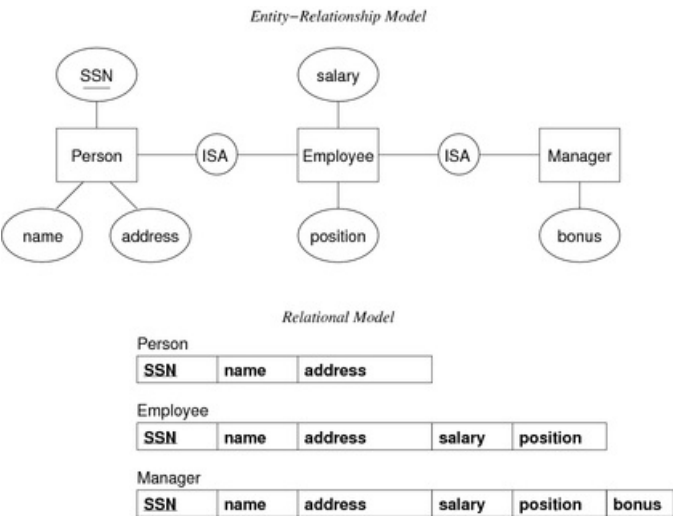 Entity−Relationship Model
SSN salary
Person ISA Employee ISA Manager
name address position bonus
Relational Model
Person
SSN name address
Employee
SSN name address salary position
Manager
SSN name address salary position bonus